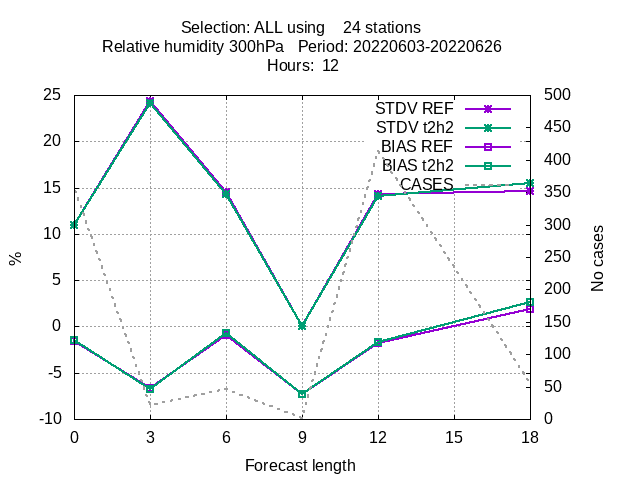 Selection: ALL using    24 stations
Relative humidity 300hPa   Period: 20220603-20220626
Hours:  12
25
20
15
10
5
0
-5
-10
%
STDV REF
STDV t2h2
BIAS REF
BIAS t2h2
CASES
500
450
400
350
300
250
200
150
100
50
0
No cases
0 3 6 9 12 15 18
Forecast length